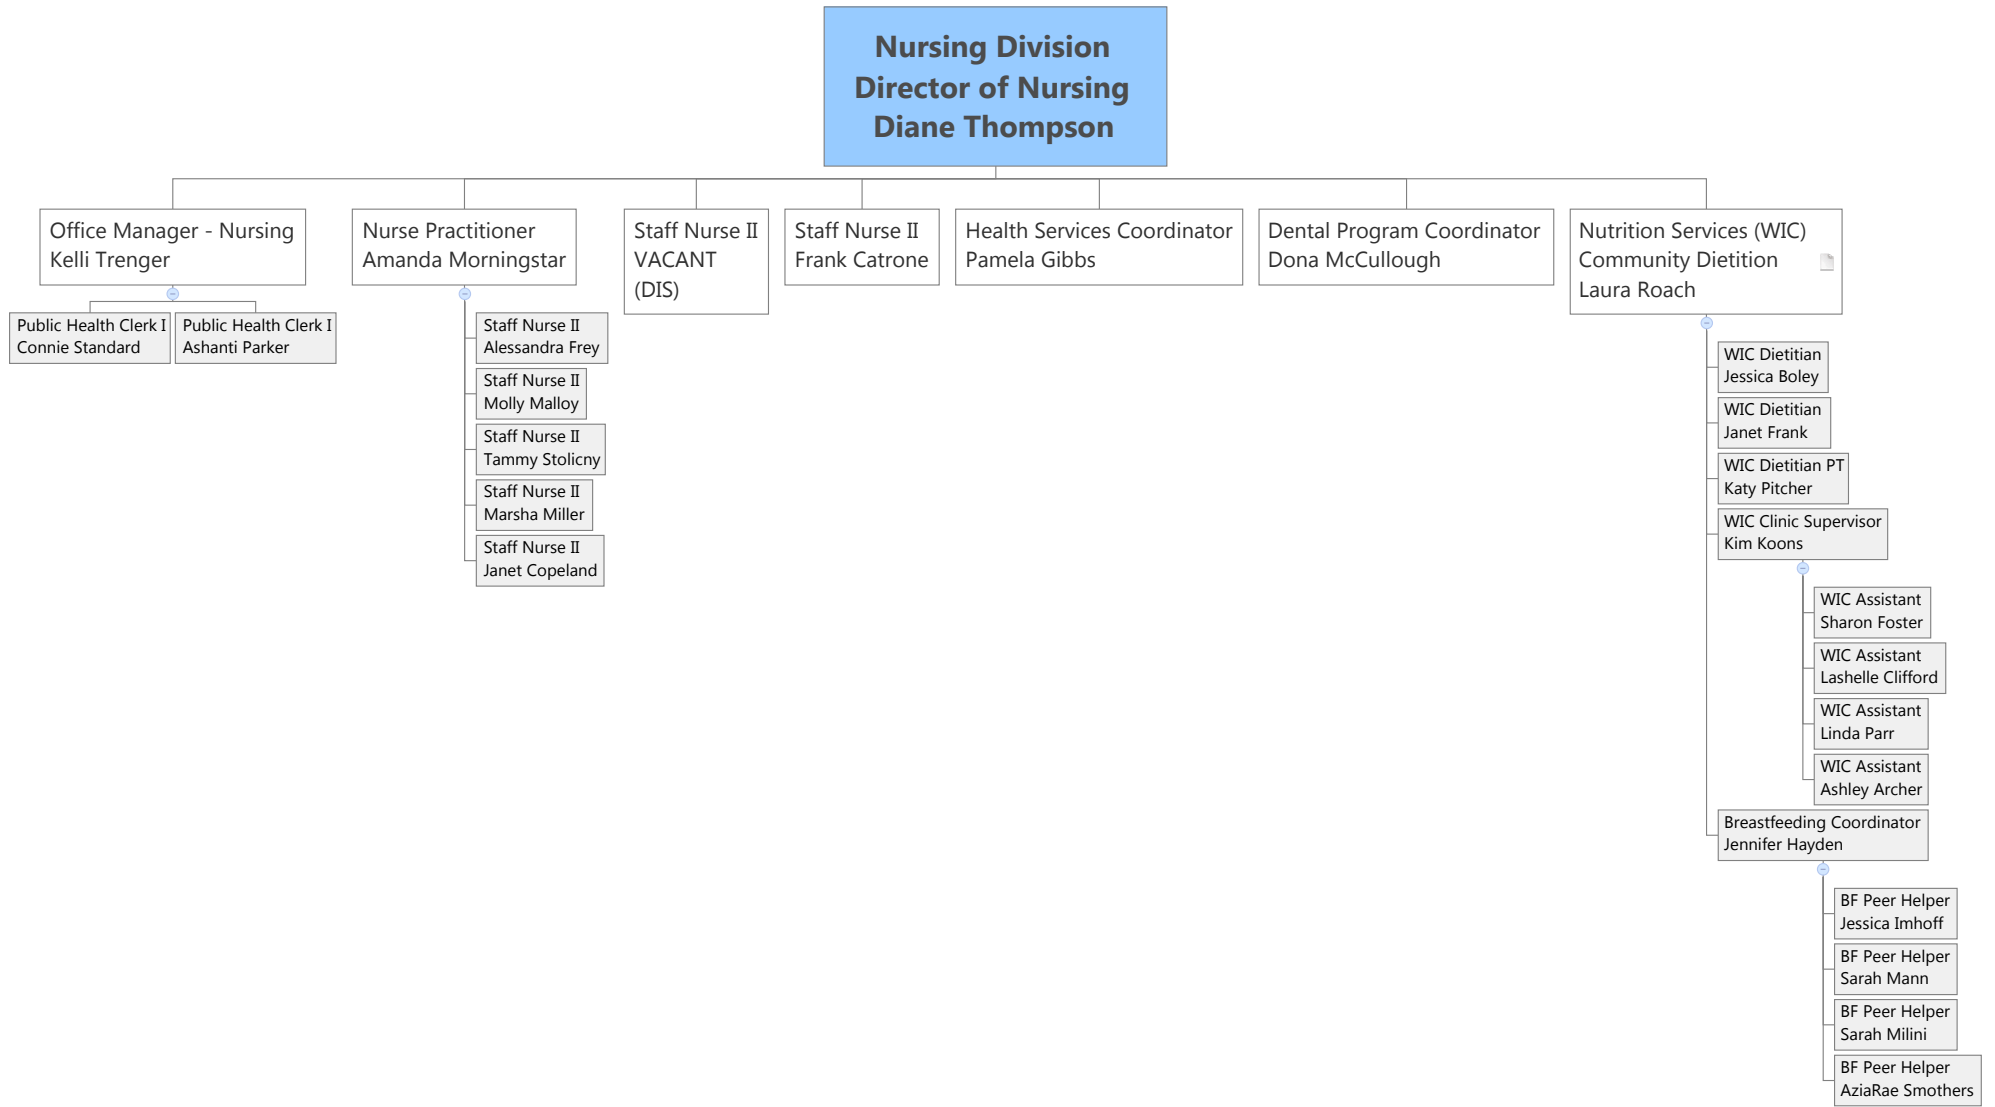 Nursing Division
Director of Nursing
Diane Thompson
Office Manager - Nursing
Kelli Trenger
Public Health Clerk I
Connie Standard
Public Health Clerk I
Ashanti Parker
Nurse Practitioner
Amanda Morningstar
Staff Nurse II
Alessandra Frey
Staff Nurse II
Molly Malloy
Staff Nurse II
Tammy Stolicny
Staff Nurse II
Marsha Miller
Staff Nurse II
Janet Copeland
Staff Nurse II
VACANT
(DIS)
Staff Nurse II
Frank Catrone
Health Services Coordinator
Pamela Gibbs
Dental Program Coordinator
Dona McCullough
Nutrition Services (WIC)
Community Dietition
Laura Roach
WIC Dietitian
Jessica Boley
WIC Dietitian
Janet Frank
WIC Dietitian PT
Katy Pitcher
WIC Clinic Supervisor
Kim Koons
WIC Assistant
Sharon Foster
WIC Assistant
Lashelle Clifford
WIC Assistant
Linda Parr
WIC Assistant
Ashley Archer
Breastfeeding Coordinator
Jennifer Hayden
BF Peer Helper
Jessica Imhoff
BF Peer Helper
Sarah Mann
BF Peer Helper
Sarah Milini
BF Peer Helper
AziaRae Smothers